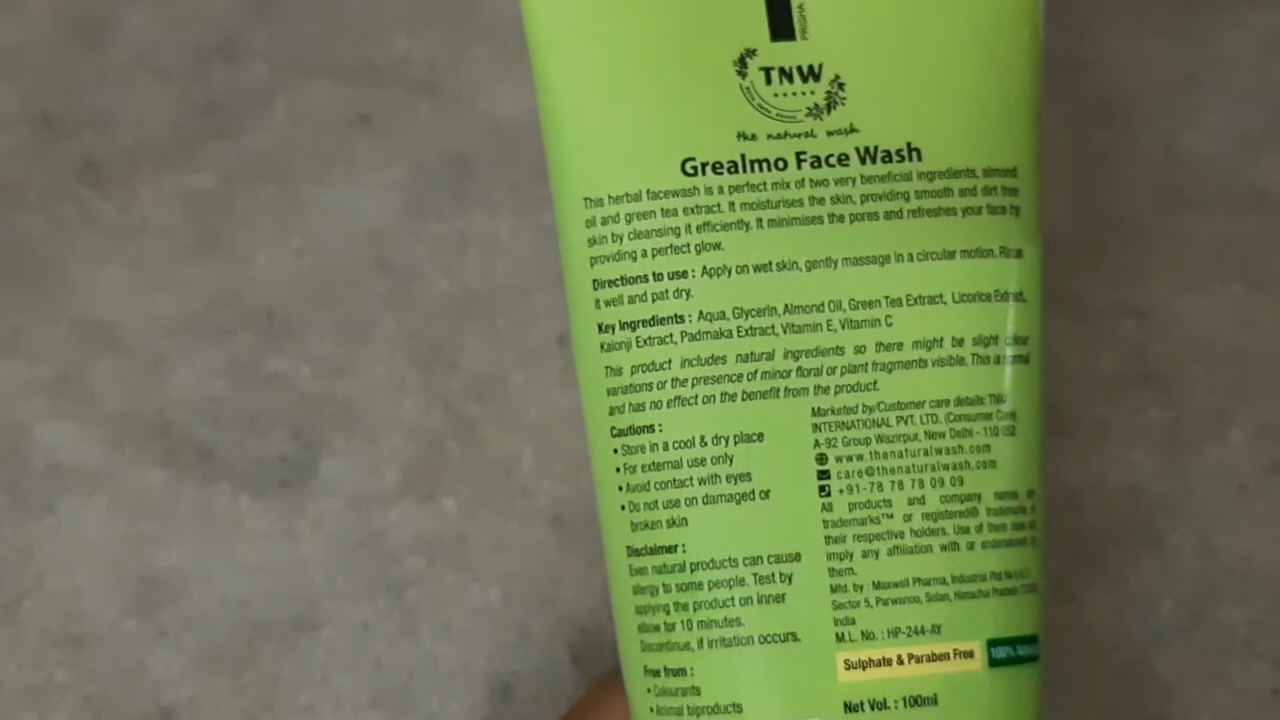 PRISHA
TNW
the natural wash
Grealmo Face Wash
This herbal facewash is a perfect mix of two very beneficial ingredients, almond
oil and green tea extract. It moisturises the skin, providing smooth and dirt free
skin by cleansing it efficiently. It minimises the pores and refreshes your face by
providing a perfect glow.
Directions to use : Apply on wet skin, gently massage in a circular motion. Rinse
it well and pat dry.
Key Ingredients : Aqua, Glycerin, Almond Oil, Green Tea Extract, Licorice Extract,
Kalonji Extract, Padmaka Extract, Vitamin E, Vitamin C
This product includes natural ingredients so there might be slight colour
variations or the presence of minor floral or plant fragments visible. This is normal
and has no effect on the benefit from the product.
Cautions :
• Store in a cool & dry place
• For external use only
• Avoid contact with eyes
• Do not use on damaged or
broken skin
Disclaimer :
Even natural products can cause
allergy to some people. Test by
applying the product on inner
elbow for 10 minutes.
Discontinue, if irritation occurs.
Free from :
• Colourants
• Animal biproducts
Marketed by/Customer care details: TNW
INTERNATIONAL PVT. LTD. (Consumer Care)
A-92 Group Wazirpur, New Delhi - 110 052
www.thenaturalwash.com
care@thenaturalwash.com
+91-78 78 78 09 09
All products and company name are
trademarks™ or registered® trademarks of
their respective holders. Use of them does not
imply any affiliation with or endorsement by
them.
Mfd. by : Maxwell Pharma, Industrial Plot No
Sector 5, Parwanoo, Solan, Himachal Pradesh
India
M.L. No. : HP-244-AY
Sulphate & Paraben Free
100%
Net Vol. : 100ml